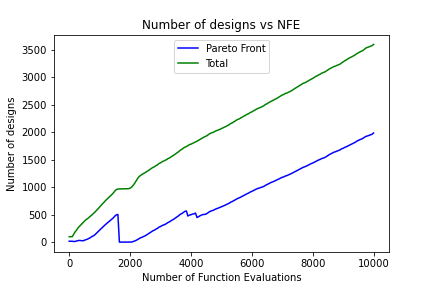 Number of designs vs NFE
Pareto Front
Total
Number of designs
3500
3000
2500
2000
1500
1000
500
0
0
2000
4000
6000
8000
10000
Number of Function Evaluations